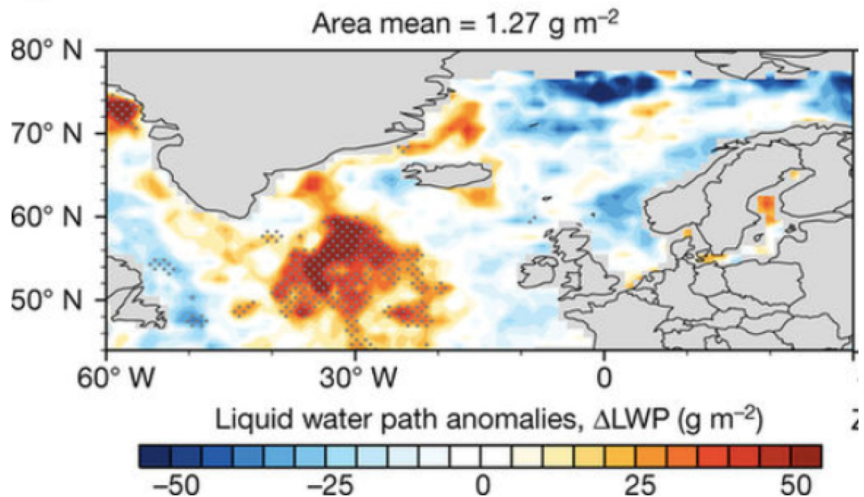 Area mean = 1.27 g m⁻²
80° N
70° N
60° N
50° N
60° W 30° W 0
Liquid water path anomalies, ΔLWP (g m⁻²)
−50 −25 0 25 50